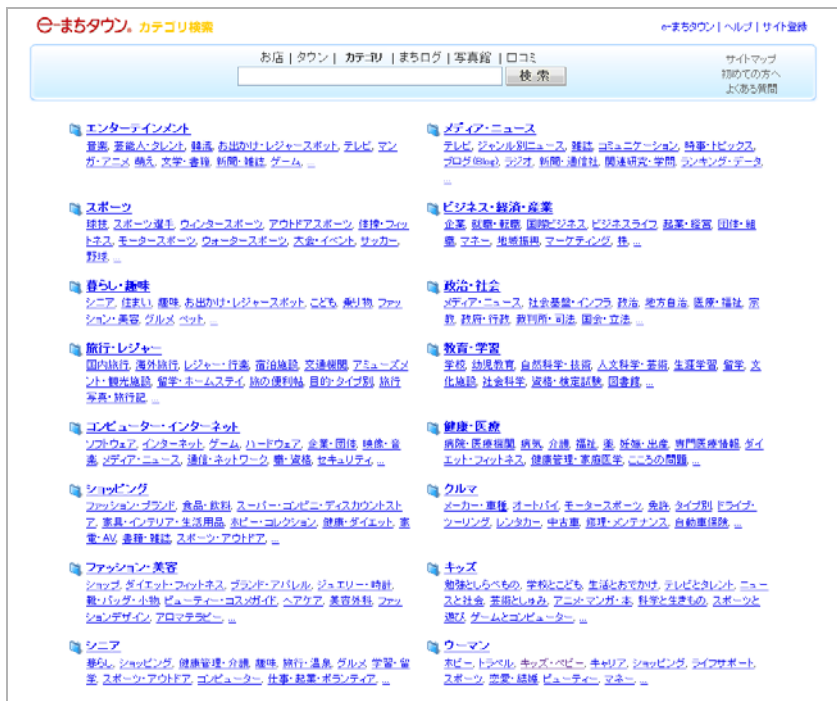 e-まちタウン。カテゴリ検索
e-まちタウン | ヘルプ | サイト登録
お店 | タウン | カテゴリ | まちログ | 写真館 | 口コミ
検 索
サイトマップ
初めての方へ
よくある質問
エンターテインメント
音楽, 芸能人・タレント, 韓流, お出かけ・レジャースポット, テレビ, マン
ガ・アニメ, 萌え, 文学・書籍, 新聞・雑誌, ゲーム, ...
メディア・ニュース
テレビ, ジャンル別ニュース, 雑誌, コミュニケーション, 時事・トピックス,
ブログ(Blog), ラジオ, 新聞・通信社, 関連研究・学問, ランキング・データ,
...
スポーツ
球技, スポーツ選手, ウィンタースポーツ, アウトドアスポーツ, 体操・フィッ
トネス, モータースポーツ, ウォータースポーツ, 大会・イベント, サッカー,
野球, ...
ビジネス・経済・産業
企業, 就職・転職, 国際ビジネス, ビジネスライフ, 起業・経営, 団体・組
織, マネー, 地域振興, マーケティング, 株, ...
暮らし・趣味
シニア, 住まい, 趣味, お出かけ・レジャースポット, こども, 乗り物, ファッ
ション・美容, グルメ, ペット, ...
政治・社会
メディア・ニュース, 社会基盤・インフラ, 政治, 地方自治, 医療・福祉, 宗
教, 政府・行政, 裁判所・司法, 国会・立法, ...
旅行・レジャー
国内旅行, 海外旅行, レジャー・行楽, 宿泊施設, 交通機関, アミューズメ
ント・観光施設, 留学・ホームステイ, 旅の便利帖, 目的・タイプ別, 旅行
写真・旅行記, ...
教育・学習
学校, 幼児教育, 自然科学・技術, 人文科学・芸術, 生涯学習, 留学, 文
化施設, 社会科学, 資格・検定試験, 図書館, ...
コンピューター・インターネット
ソフトウェア, インターネット, ゲーム, ハードウェア, 企業・団体, 映像・音
楽, メディア・ニュース, 通信・ネットワーク, 職・資格, セキュリティ, ...
健康・医療
病院・医療機関, 病気, 介護, 福祉, 薬, 妊娠・出産, 専門医療情報, ダイ
エット・フィットネス, 健康管理・家庭医学, こころの問題, ...
ショッピング
ファッション・ブランド, 食品・飲料, スーパー・コンビニ・ディスカウントスト
ア, 家具・インテリア・生活用品, ホビー・コレクション, 健康・ダイエット, 家
電・AV, 書籍・雑誌, スポーツ・アウトドア, ...
クルマ
メーカー・車種, オートバイ, モータースポーツ, 免許, タイプ別, ドライブ・
ツーリング, レンタカー, 中古車, 修理・メンテナンス, 自動車保険, ...
ファッション・美容
ショップ, ダイエット・フィットネス, ブランド・アパレル, ジュエリー・時計,
靴・バッグ・小物, ビューティー・コスメガイド, ヘアケア, 美容外科, ファッ
ションデザイン, アロマテラピー, ...
キッズ
勉強としらべもの, 学校とこども, 生活とおでかけ, テレビとタレント, ニュー
スと社会, 芸術としゅみ, アニメ・マンガ・本, 科学と生きもの, スポーツと
遊び, ゲームとコンピューター, ...
シニア
暮らし, ショッピング, 健康管理・介護, 趣味, 旅行・温泉, グルメ, 学習・留
学, スポーツ・アウトドア, コンピューター, 仕事・起業・ボランティア, ...
ウーマン
ホビー, トラベル, キッズ・ベビー, キャリア, ショッピング, ライフサポート,
スポーツ, 恋愛・結婚, ビューティー, マネー, ...